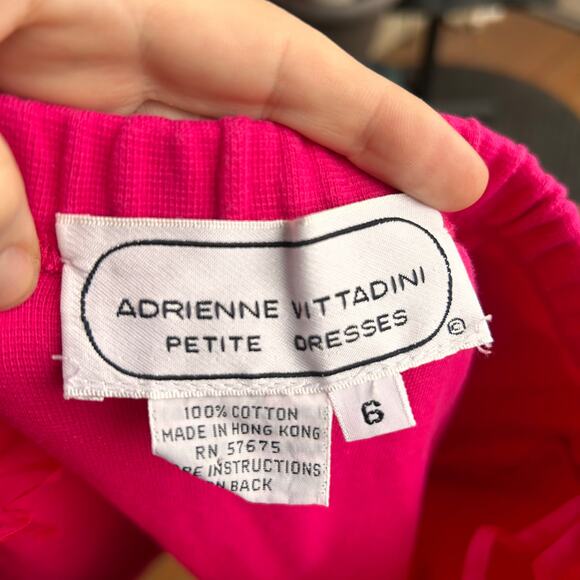 ADRIENNE VITTADINI
PETITE DRESSES
©
6
100% COTTON
MADE IN HONG KONG
RN 57675
INSTRUCTIONS
BACK